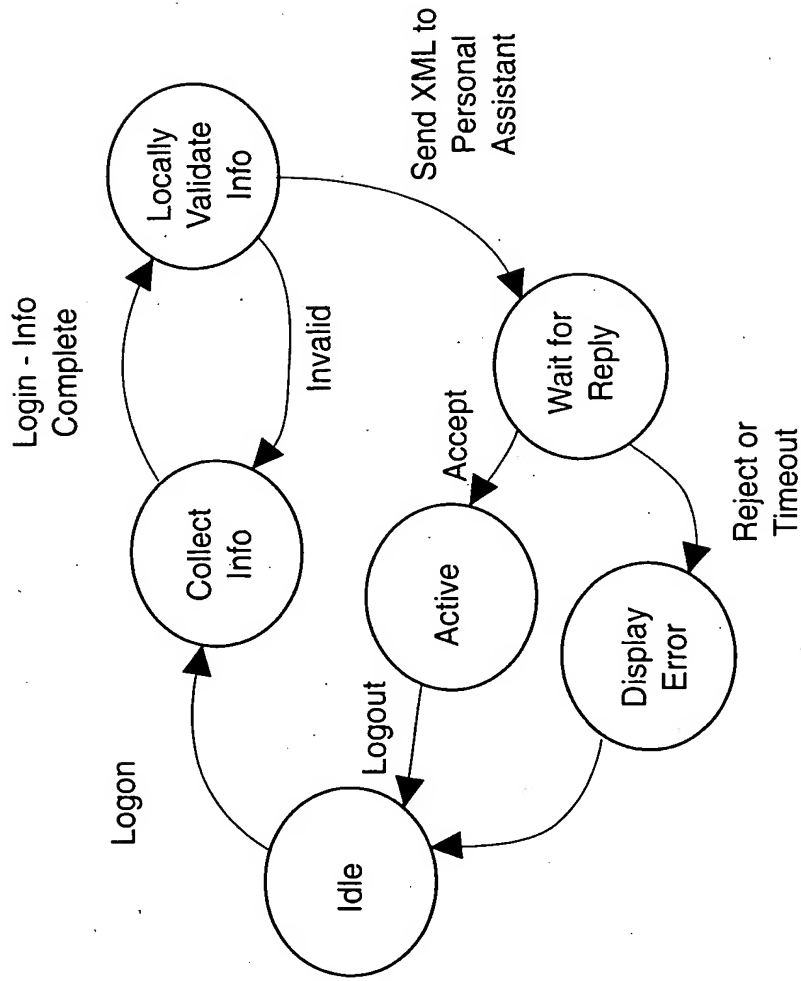 Logon
Idle
Logout
Collect
Info
Login - Info
Complete
Locally
Validate
Info
Invalid
Send XML to
Personal
Assistant
Wait for
Reply
Accept
Active
Reject or
Timeout
Display
Error